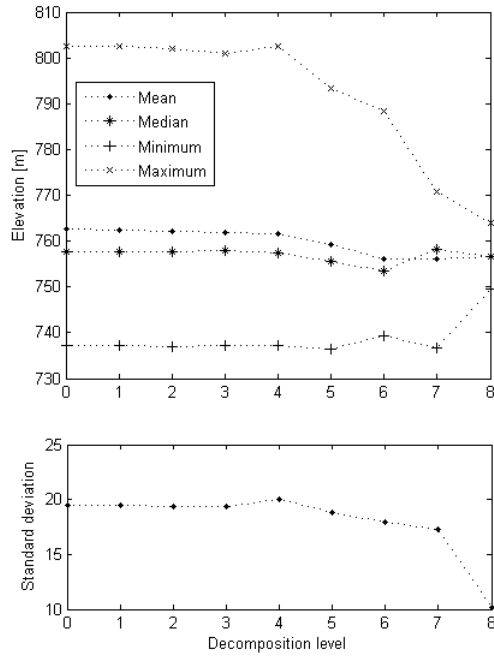 810
800
790
780
770
760
750
740
730
Elevation [m]
Mean
Median
Minimum
Maximum
0 1 2 3 4 5 6 7 8
25
20
15
10
Standard deviation
0 1 2 3 4 5 6 7 8
Decomposition level